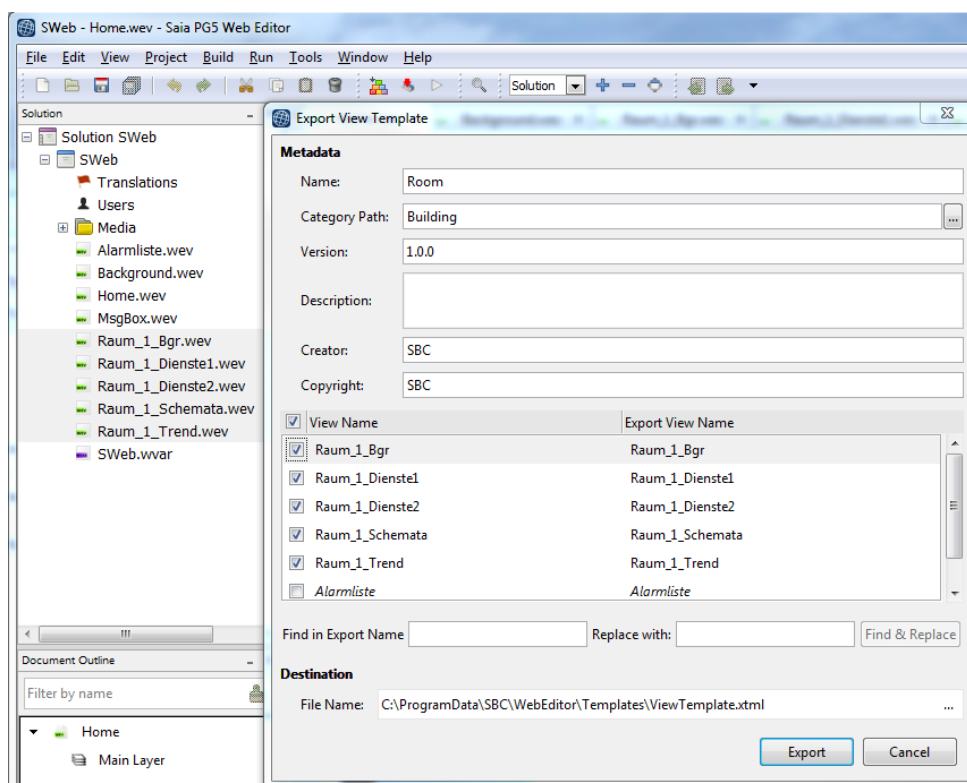 SWeb - Home.wev - Saia PG5 Web Editor
File Edit View Project Build Run Tools Window Help
Solution
Solution
Solution SWeb
SWeb
Translations
Users
Media
Alarmliste.wev
Background.wev
Home.wev
MsgBox.wev
Raum_1_Bgr.wev
Raum_1_Dienste1.wev
Raum_1_Dienste2.wev
Raum_1_Schemata.wev
Raum_1_Trend.wev
SWeb.wvar
Document Outline
Filter by name
Home
Main Layer
Export View Template
Metadata
Name: Room
Category Path: Building ...
Version: 1.0.0
Description:
Creator: SBC
Copyright: SBC
View Name Export View Name
Raum_1_Bgr Raum_1_Bgr
Raum_1_Dienste1 Raum_1_Dienste1
Raum_1_Dienste2 Raum_1_Dienste2
Raum_1_Schemata Raum_1_Schemata
Raum_1_Trend Raum_1_Trend
Alarmliste Alarmliste
Find in Export Name Replace with: Find & Replace
Destination
File Name: C:\ProgramData\SBC\WebEditor\Templates\ViewTemplate.xtml ...
Export Cancel